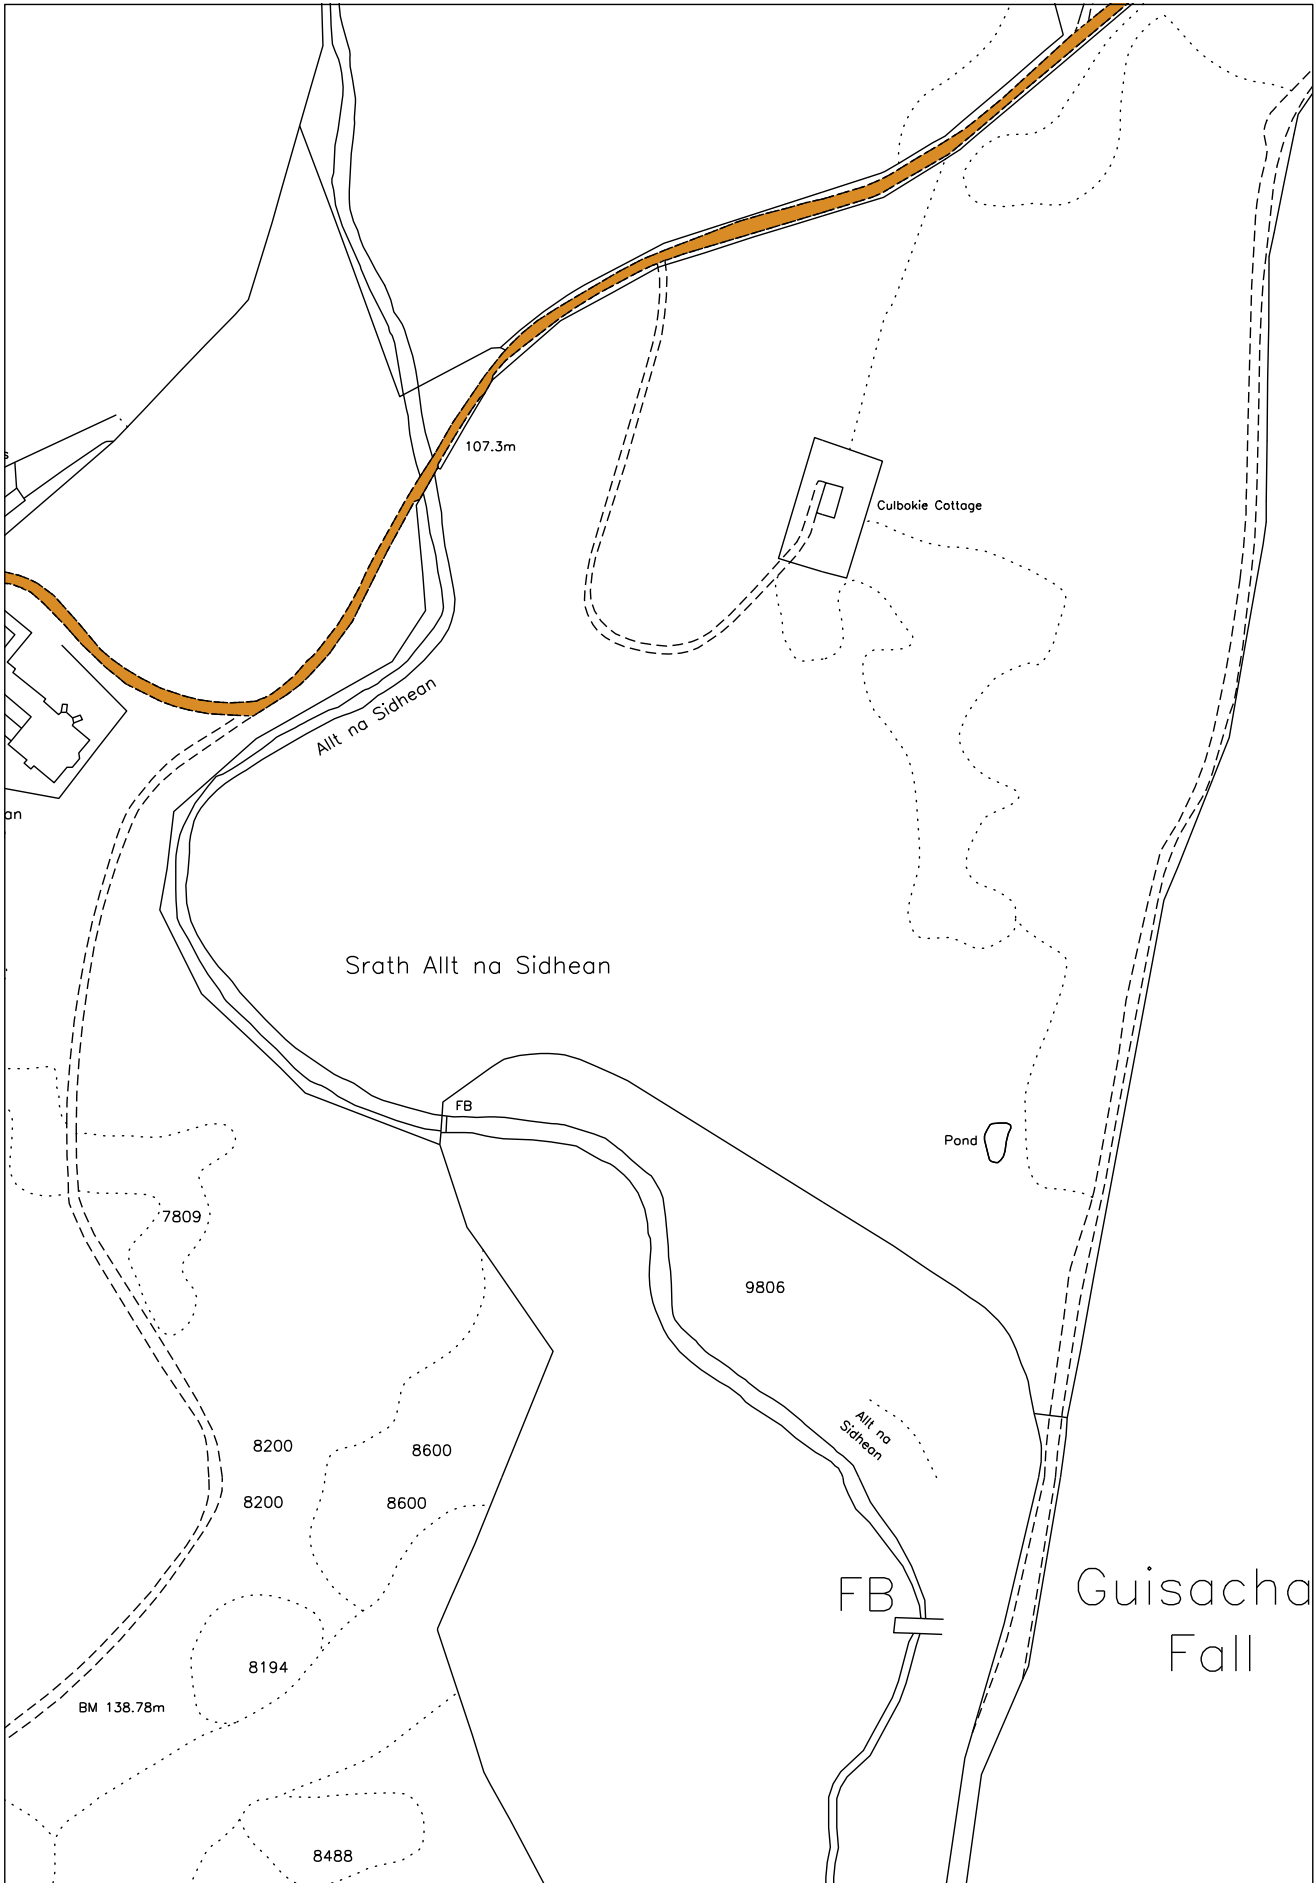 s
107.3m
Culbokie Cottage
Allt na Sidhean
an
Srath Allt na Sidhean
FB
Pond
7809
9806
Allt na
Sidhean
8200
8600
8200
8600
FB
Guisacha
Fall
8194
BM 138.78m
8488